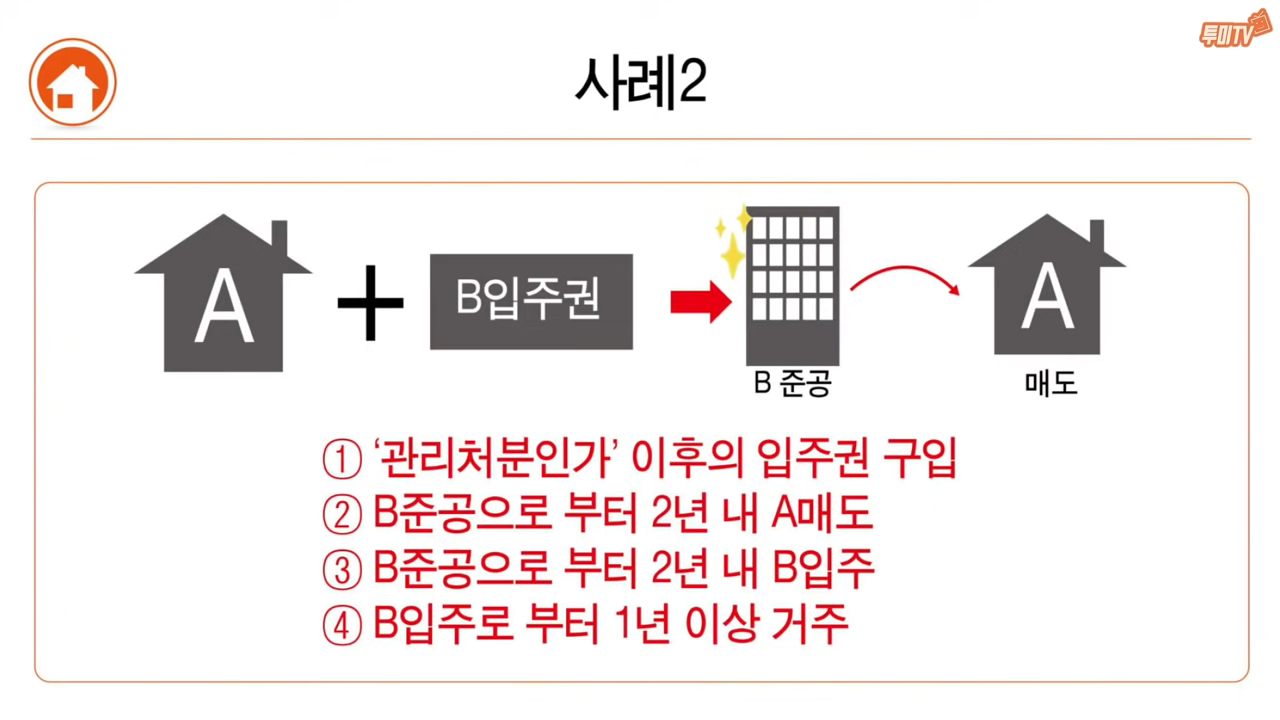 투미TV
사례2
A
B입주권
A
B 준공
매도
① ‘관리처분인가’ 이후의 입주권 구입
② B준공으로 부터 2년 내 A매도
③ B준공으로 부터 2년 내 B입주
④ B입주로 부터 1년 이상 거주